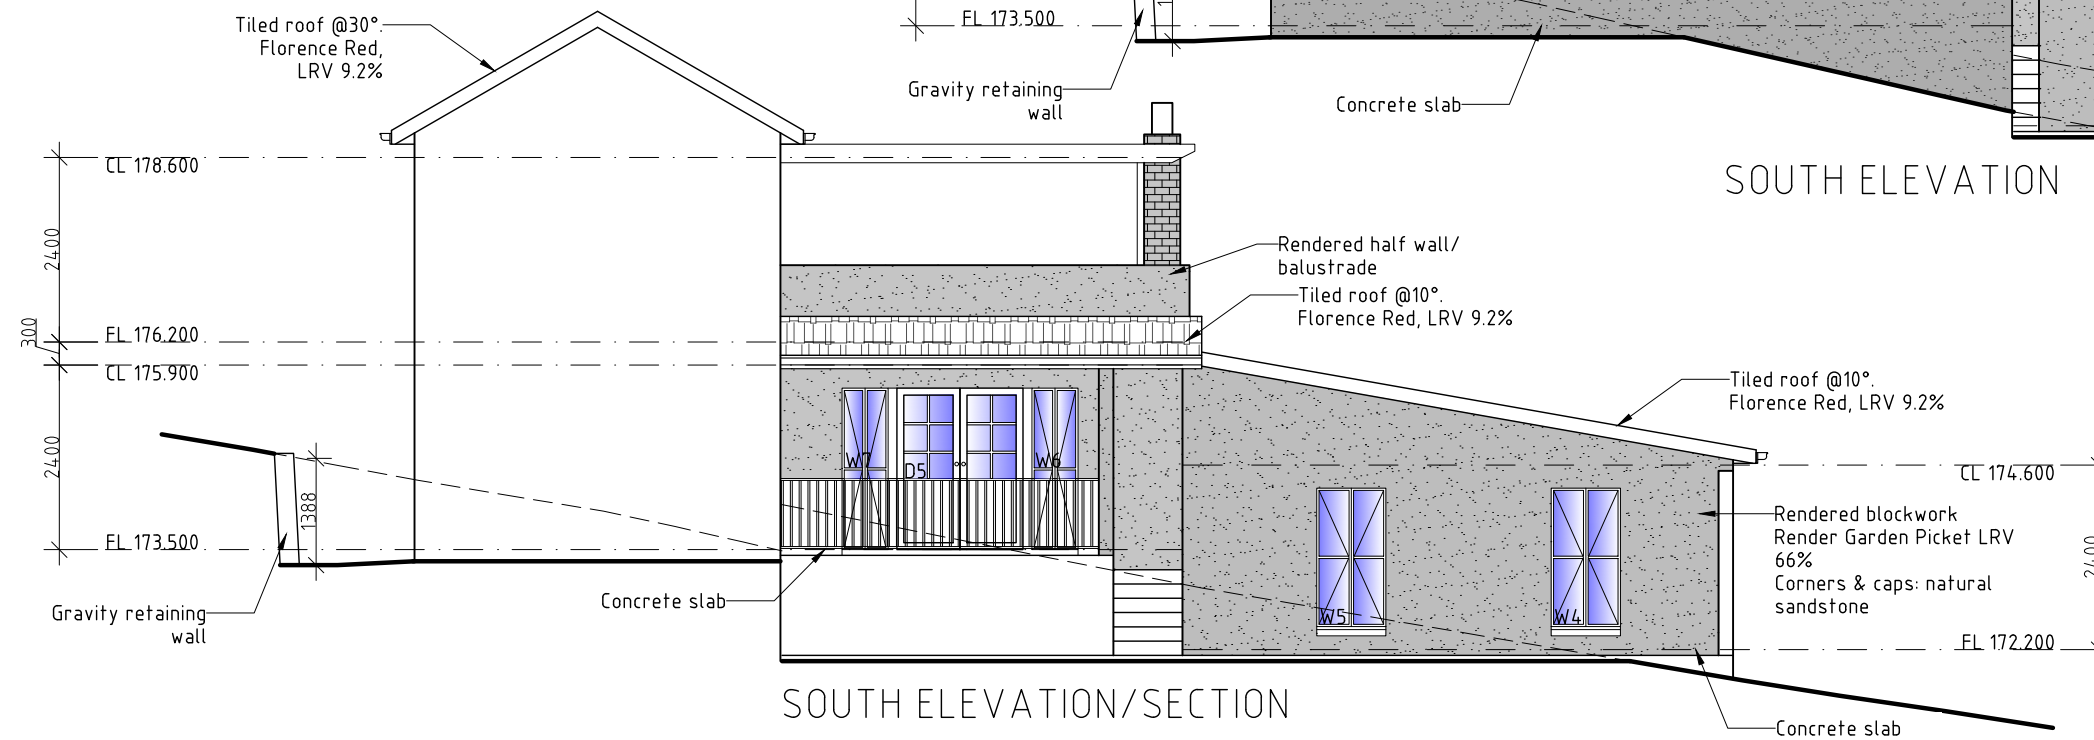 Tiled roof @30°.
Florence Red,
LRV 9.2%
FL 173.500
Gravity retaining
wall
Concrete slab
SOUTH ELEVATION
CL 178.600
2400
Rendered half wall/
balustrade
Tiled roof @10°.
Florence Red, LRV 9.2%
300
FL 176.200
CL 175.900
Tiled roof @10°.
Florence Red, LRV 9.2%
2400
W7
D5
W6
CL 174.600
1388
FL 173.500
Rendered blockwork
Render Garden Picket LRV
66%
Corners & caps: natural
sandstone
2400
Gravity retaining
wall
Concrete slab
W5
W4
FL 172.200
SOUTH ELEVATION/SECTION
Concrete slab